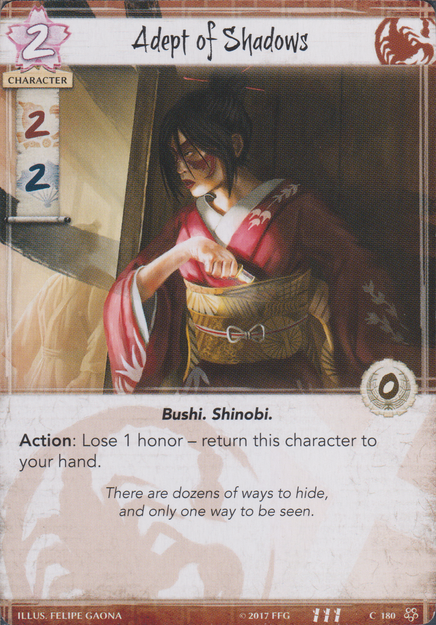 2
Adept of Shadows
CHARACTER
2
2
0
Bushi. Shinobi.
Action: Lose 1 honor – return this character to
your hand.
There are dozens of ways to hide,
and only one way to be seen.
ILLUS. FELIPE GAONA © 2017 FFG C 180